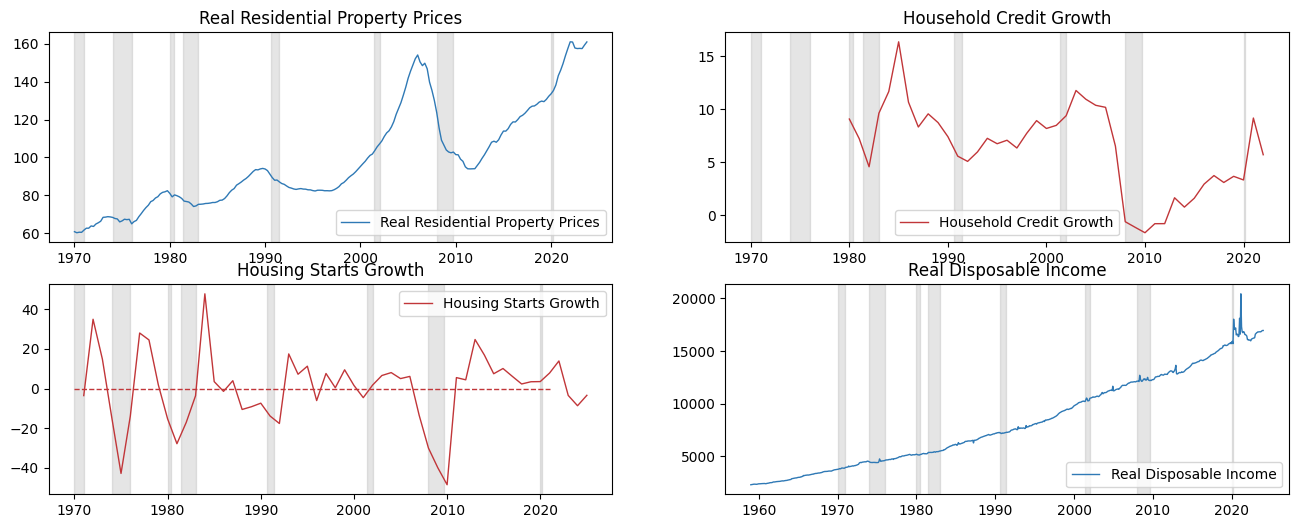 Real Residential Property Prices
160
140
120
100
80
60
Real Residential Property Prices
1970 1980 1990 2000 2010 2020
Household Credit Growth
15
10
5
0
Household Credit Growth
1970 1980 1990 2000 2010 2020
Housing Starts Growth
Housing Starts Growth
40
20
0
−20
−40
1970 1980 1990 2000 2010 2020
Real Disposable Income
20000
15000
10000
5000
Real Disposable Income
1960 1970 1980 1990 2000 2010 2020